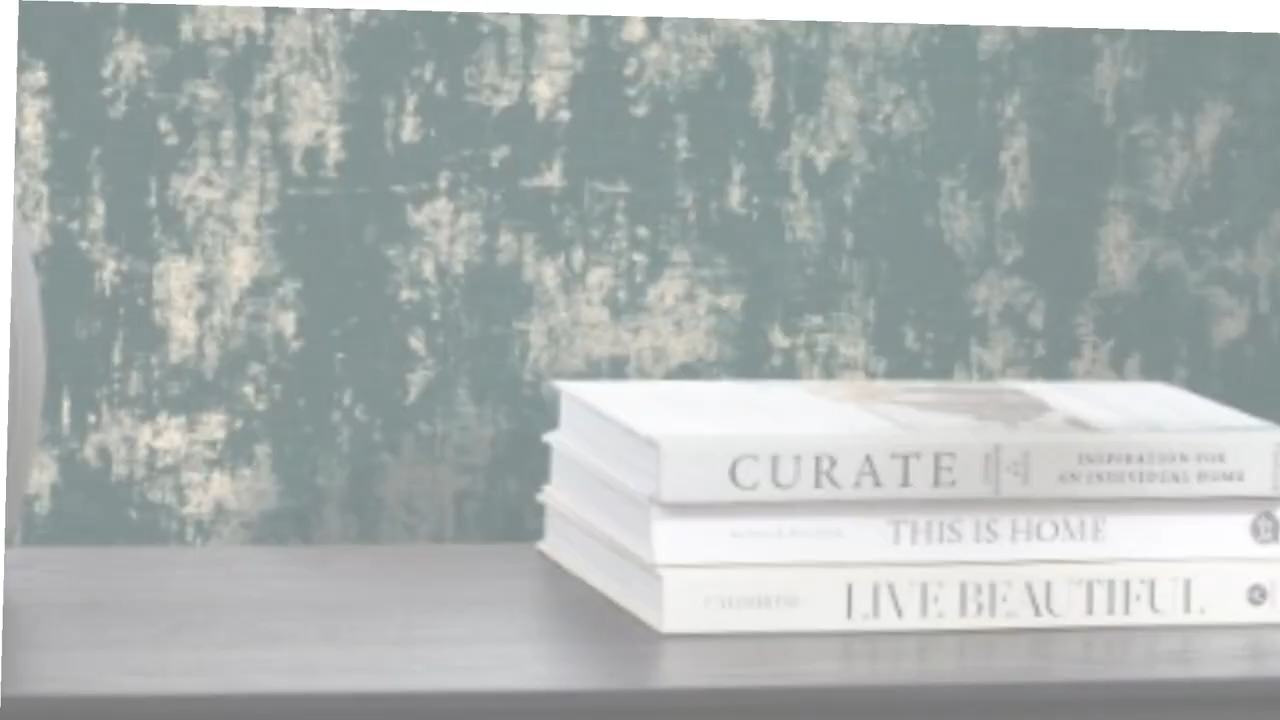 CURATE
INSPIRATION FOR
AN INDIVIDUAL HOME
THIS IS HOME
LIVE BEAUTIFUL